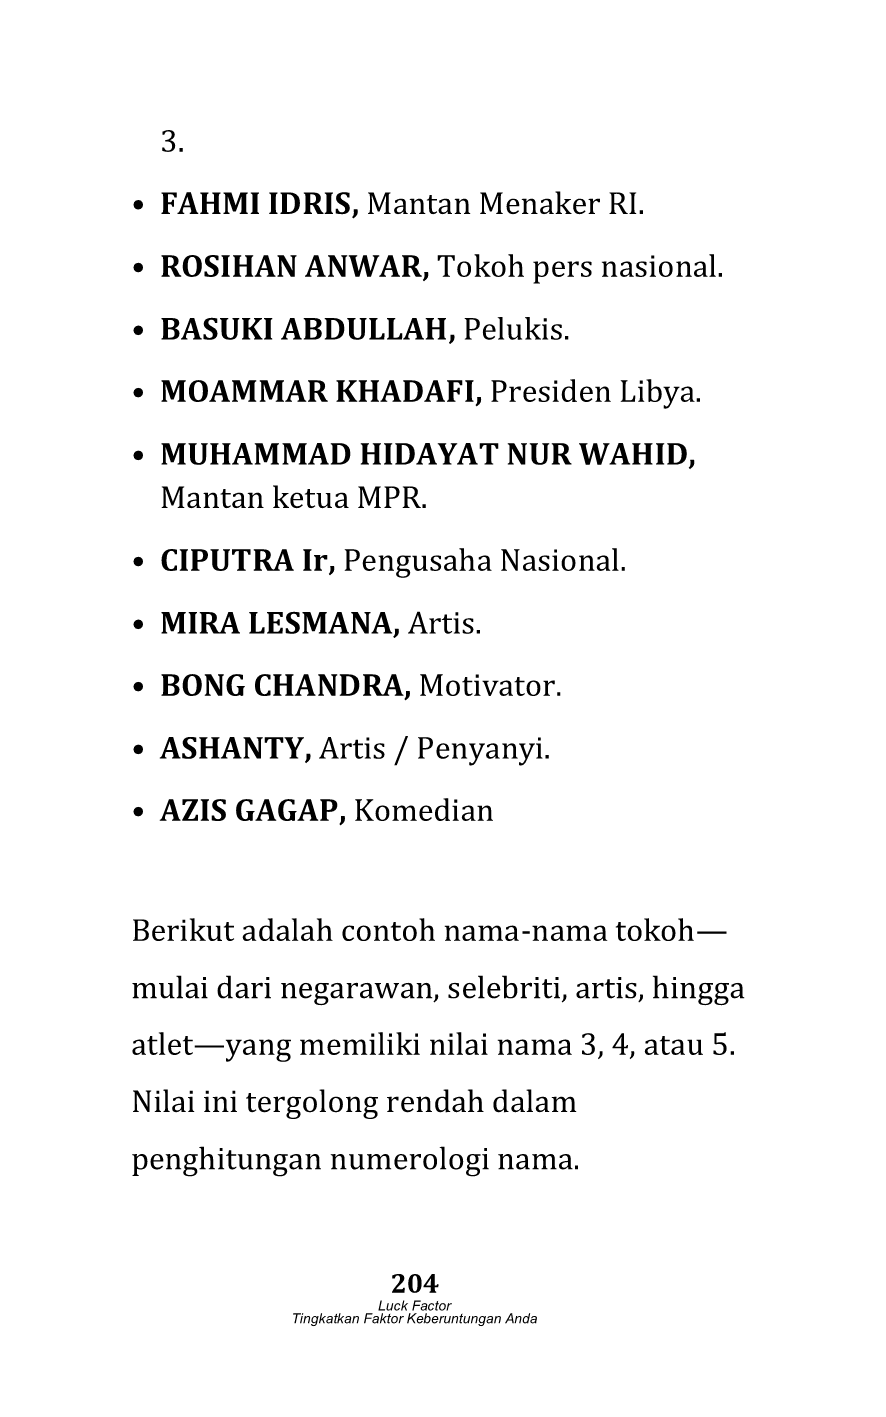 3.
• FAHMI IDRIS, Mantan Menaker RI.
• ROSIHAN ANWAR, Tokoh pers nasional.
• BASUKI ABDULLAH, Pelukis.
• MOAMMAR KHADAFI, Presiden Libya.
• MUHAMMAD HIDAYAT NUR WAHID,
Mantan ketua MPR.
• CIPUTRA Ir, Pengusaha Nasional.
• MIRA LESMANA, Artis.
• BONG CHANDRA, Motivator.
• ASHANTY, Artis / Penyanyi.
• AZIS GAGAP, Komedian
Berikut adalah contoh nama-nama tokoh—
mulai dari negarawan, selebriti, artis, hingga
atlet—yang memiliki nilai nama 3, 4, atau 5.
Nilai ini tergolong rendah dalam
penghitungan numerologi nama.
204
Luck Factor
Tingkatkan Faktor Keberuntungan Anda